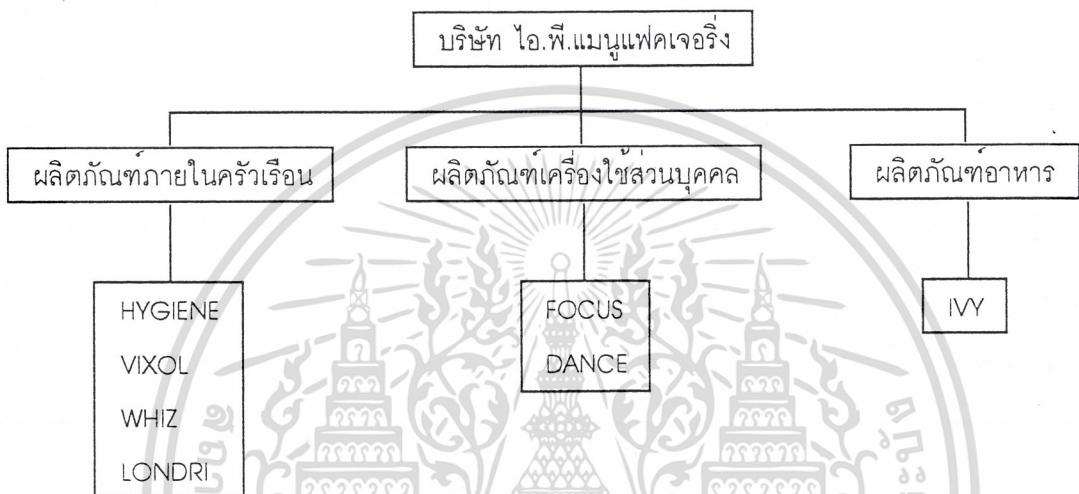 บริษัท ไอ.พี.แมนูแฟคเจอริ่ง
ผลิตภัณฑ์ภายในครัวเรือน
ผลิตภัณฑ์เครื่องใช้ส่วนบุคคล
ผลิตภัณฑ์อาหาร
HYGIENE
VIXOL
WHIZ
LONDRI
FOCUS
DANCE
IVY